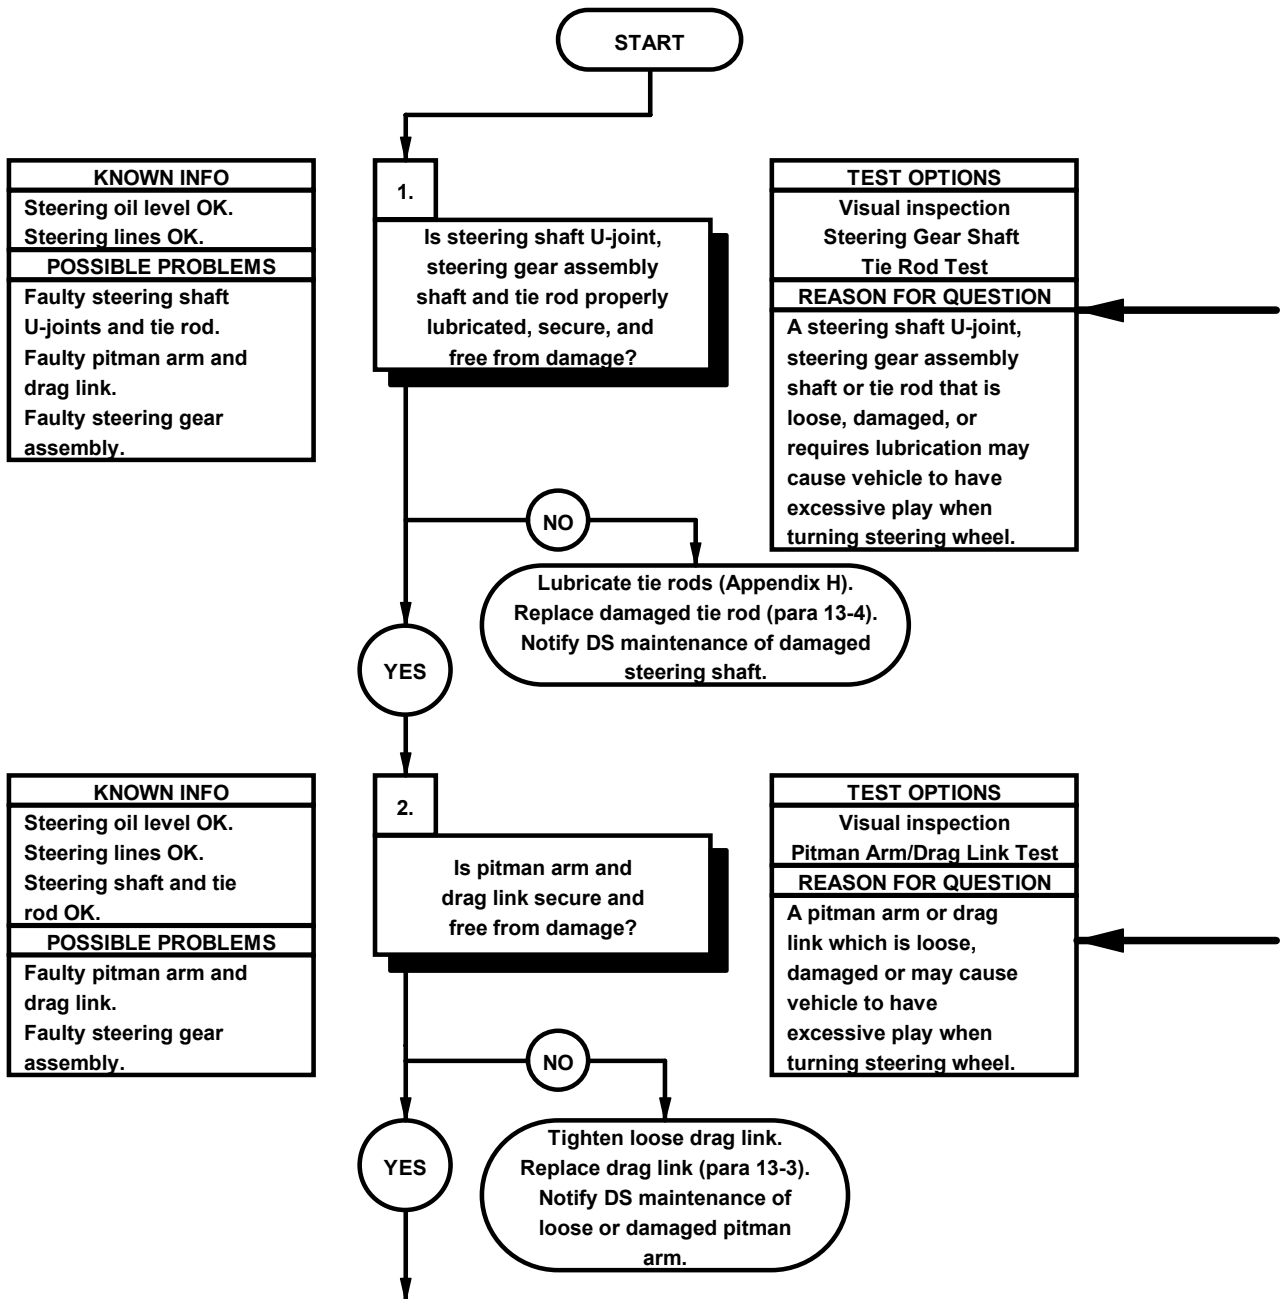 START
KNOWN INFO
Steering oil level OK.
Steering lines OK.
POSSIBLE PROBLEMS
Faulty steering shaft
U-joints and tie rod.
Faulty pitman arm and
drag link.
Faulty steering gear
assembly.
1.
Is steering shaft U-joint,
steering gear assembly
shaft and tie rod properly
lubricated, secure, and
free from damage?
TEST OPTIONS
Visual inspection
Steering Gear Shaft
Tie Rod Test
REASON FOR QUESTION
A steering shaft U-joint,
steering gear assembly
shaft or tie rod that is
loose, damaged, or
requires lubrication may
cause vehicle to have
excessive play when
turning steering wheel.
NO
Lubricate tie rods (Appendix H).
Replace damaged tie rod (para 13-4).
Notify DS maintenance of damaged
steering shaft.
YES
KNOWN INFO
Steering oil level OK.
Steering lines OK.
Steering shaft and tie
rod OK.
POSSIBLE PROBLEMS
Faulty pitman arm and
drag link.
Faulty steering gear
assembly.
2.
Is pitman arm and
drag link secure and
free from damage?
TEST OPTIONS
Visual inspection
Pitman Arm/Drag Link Test
REASON FOR QUESTION
A pitman arm or drag
link which is loose,
damaged or may cause
vehicle to have
excessive play when
turning steering wheel.
NO
Tighten loose drag link.
Replace drag link (para 13-3).
Notify DS maintenance of
loose or damaged pitman
arm.
YES